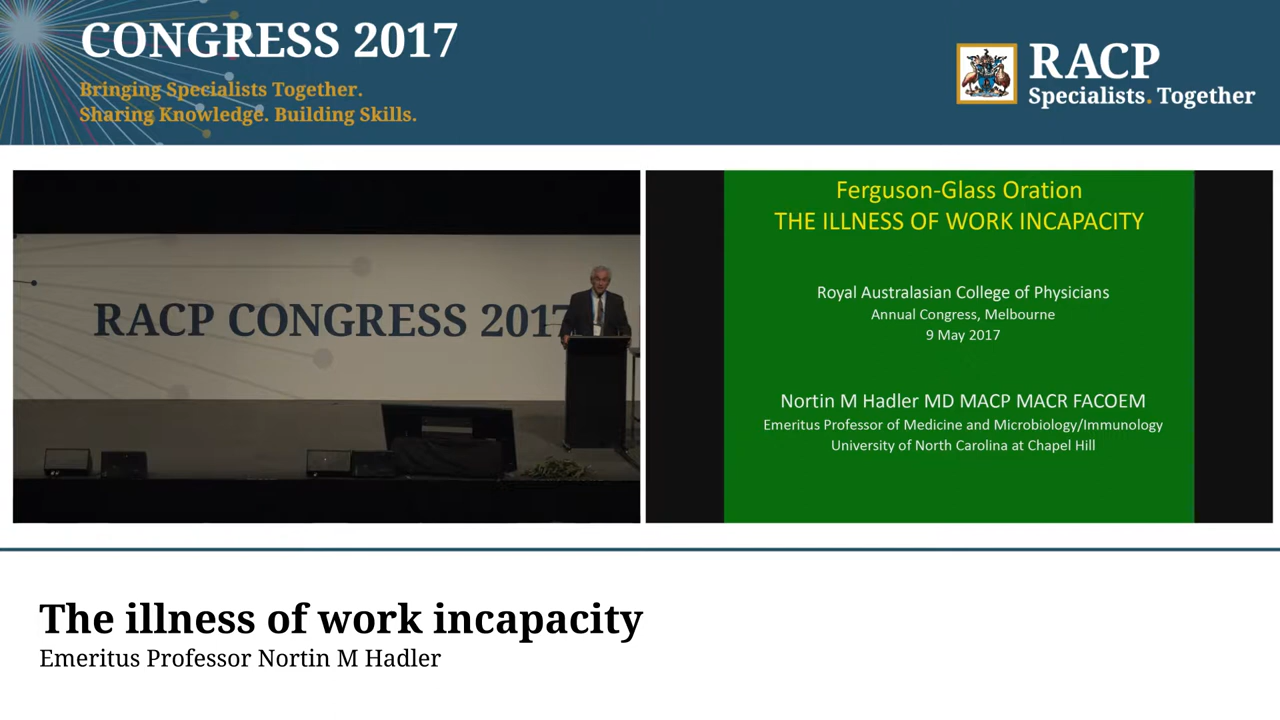 CONGRESS 2017
Bringing Specialists Together.
Sharing Knowledge. Building Skills.
RACP
Specialists. Together
RACP CONGRESS 2017
Ferguson-Glass Oration
THE ILLNESS OF WORK INCAPACITY
Royal Australasian College of Physicians
Annual Congress, Melbourne
9 May 2017
Nortin M Hadler MD MACP MACR FACOEM
Emeritus Professor of Medicine and Microbiology/Immunology
University of North Carolina at Chapel Hill
The illness of work incapacity
Emeritus Professor Nortin M Hadler